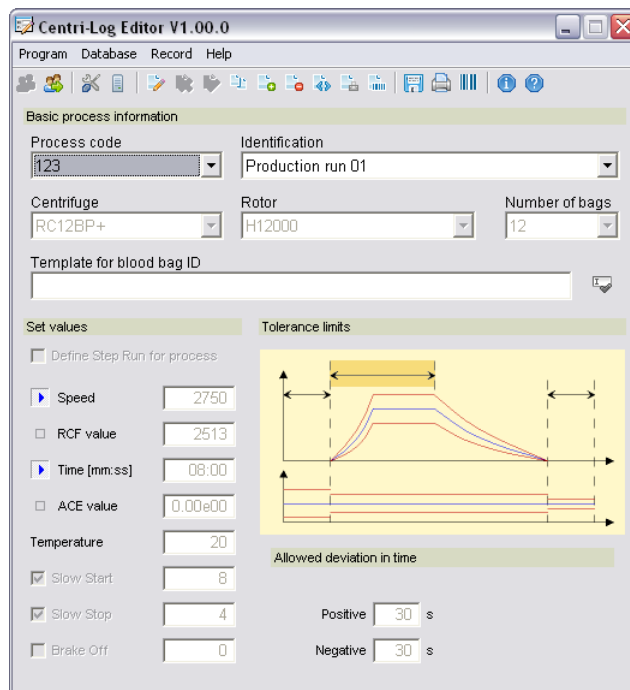 Centri-Log Editor V1.00.0
Program Database Record Help
Basic process information
Process code Identification
123 Production run 01
Centrifuge Rotor Number of bags
RC12BP+ H12000 12
Template for blood bag ID
Set values Tolerance limits
Define Step Run for process
Speed 2750
RCF value 2513
Time [mm:ss] 08:00
ACE value 0.00e00
Temperature 20
Allowed deviation in time
Slow Start 8
Slow Stop 4 Positive 30 s
Brake Off 0 Negative 30 s